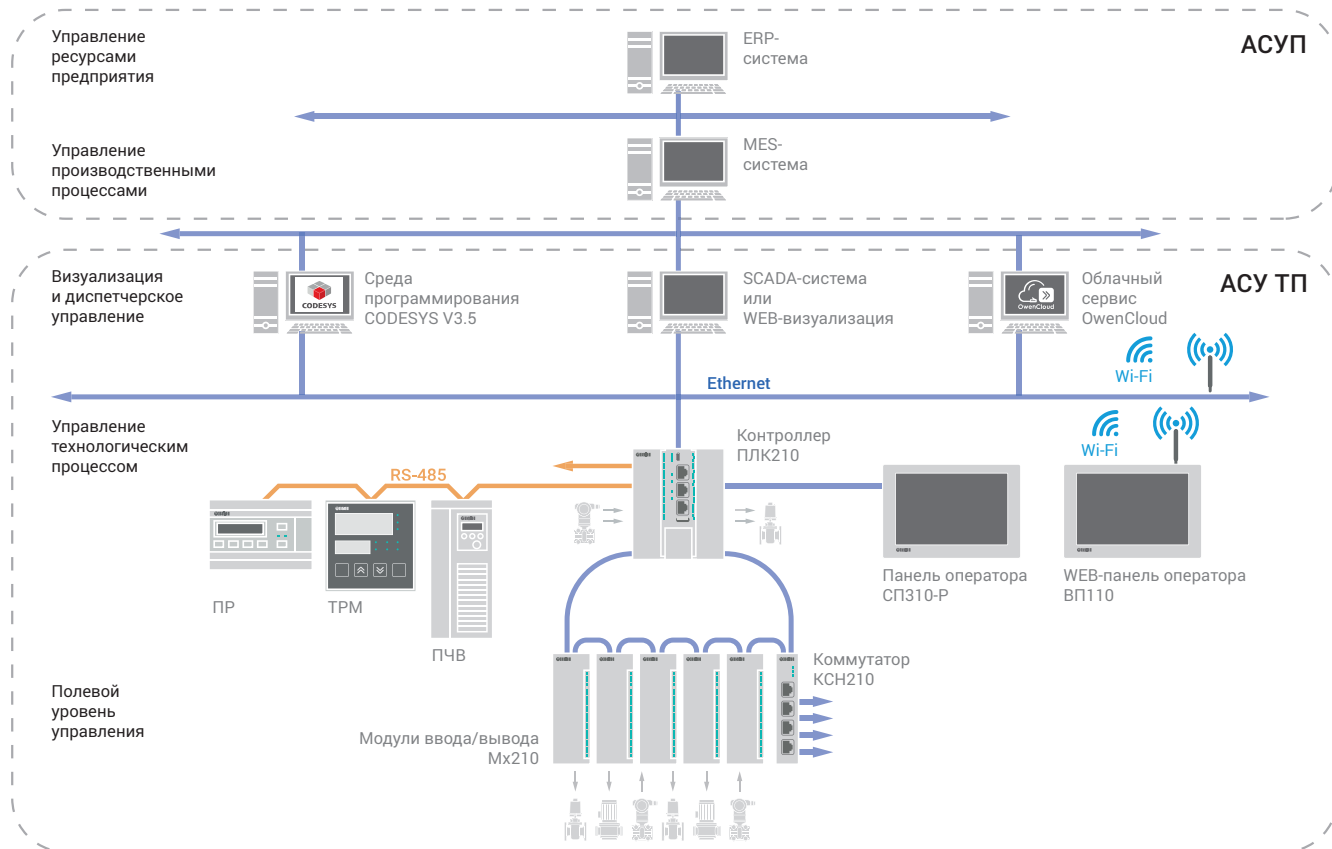 Управление
ресурсами
предприятия
ERP-
система
АСУП
Управление
производственными
процессами
MES-
система
Визуализация
и диспетчерское
управление
CODESYS
Среда
программирования
CODESYS V3.5
SCADA-система
или
WEB-визуализация
OwenCloud
Облачный
сервис
OwenCloud
АСУ ТП
Wi-Fi
Ethernet
Управление
технологическим
процессом
Контроллер
ПЛК210
Wi-Fi
RS-485
ПР
ТРМ
ПЧВ
Панель оператора
СП310-Р
WEB-панель оператора
ВП110
Полевой
уровень
управления
Модули ввода/вывода
Мх210
Коммутатор
КСН210